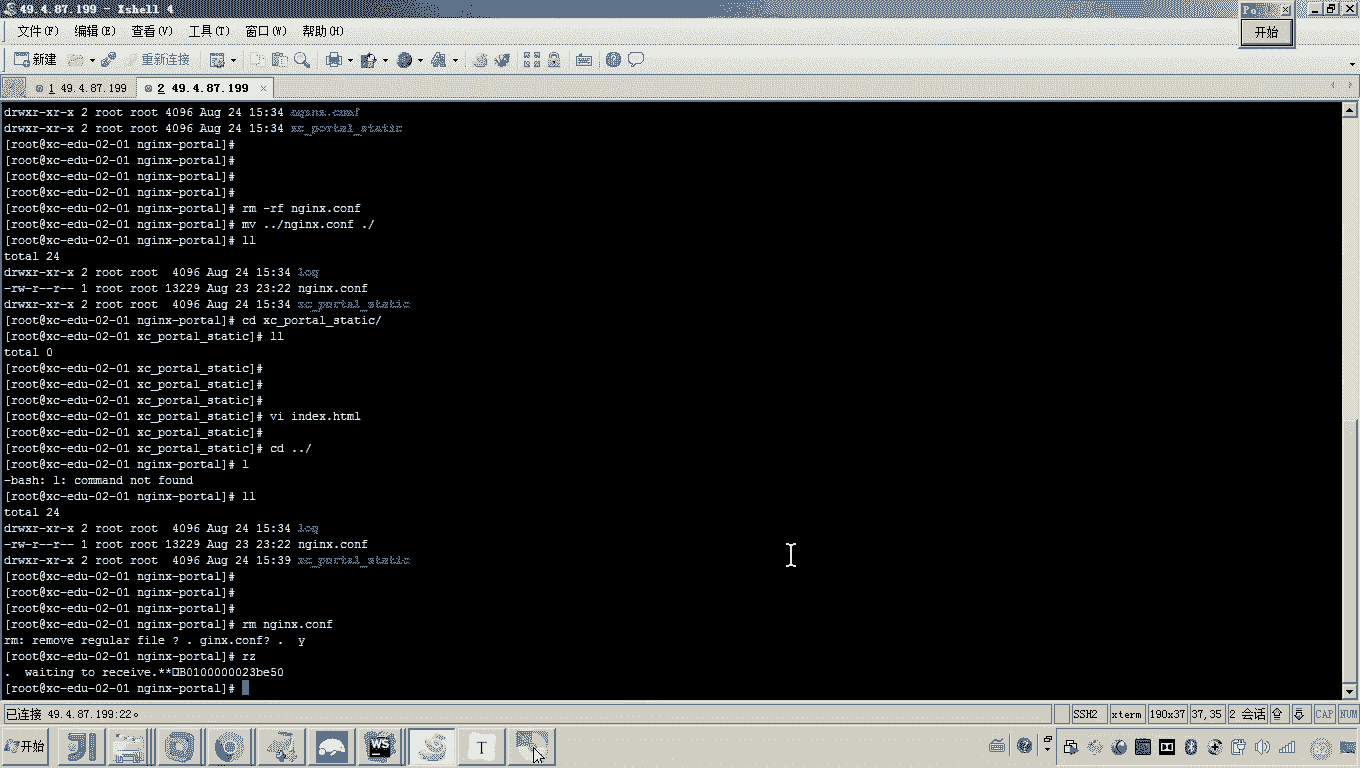 49.4.87.199 - Xshell 4
开始
文件(F) 编辑(E) 查看(V) 工具(T) 窗口(W) 帮助(H)
新建 重新连接
1 49.4.87.199 2 49.4.87.199
drwxr-xr-x 2 root root 4096 Aug 24 15:34 nginx.conf
drwxr-xr-x 2 root root 4096 Aug 24 15:34 xc_portal_static
[root@xc-edu-02-01 nginx-portal]#
[root@xc-edu-02-01 nginx-portal]#
[root@xc-edu-02-01 nginx-portal]#
[root@xc-edu-02-01 nginx-portal]#
[root@xc-edu-02-01 nginx-portal]# rm -rf nginx.conf
[root@xc-edu-02-01 nginx-portal]# mv ../nginx.conf ./
[root@xc-edu-02-01 nginx-portal]# ll
total 24
drwxr-xr-x 2 root root 4096 Aug 24 15:34 log
-rw-r--r-- 1 root root 13229 Aug 23 23:22 nginx.conf
drwxr-xr-x 2 root root 4096 Aug 24 15:34 xc_portal_static
[root@xc-edu-02-01 nginx-portal]# cd xc_portal_static/
[root@xc-edu-02-01 xc_portal_static]# ll
total 0
[root@xc-edu-02-01 xc_portal_static]#
[root@xc-edu-02-01 xc_portal_static]#
[root@xc-edu-02-01 xc_portal_static]#
[root@xc-edu-02-01 xc_portal_static]# vi index.html
[root@xc-edu-02-01 xc_portal_static]#
[root@xc-edu-02-01 xc_portal_static]# cd ../
[root@xc-edu-02-01 nginx-portal]# l
-bash: l: command not found
[root@xc-edu-02-01 nginx-portal]# ll
total 24
drwxr-xr-x 2 root root 4096 Aug 24 15:34 log
-rw-r--r-- 1 root root 13229 Aug 23 23:22 nginx.conf
drwxr-xr-x 2 root root 4096 Aug 24 15:39 xc_portal_static
[root@xc-edu-02-01 nginx-portal]#
[root@xc-edu-02-01 nginx-portal]#
[root@xc-edu-02-01 nginx-portal]#
[root@xc-edu-02-01 nginx-portal]# rm nginx.conf
rm: remove regular file ? . ginx.conf? . y
[root@xc-edu-02-01 nginx-portal]# rz
. waiting to receive.**B0100000023be50
[root@xc-edu-02-01 nginx-portal]#
已连接 49.4.87.199:22。 SSH2 xterm 190x37 37,35 2 会话 CAP NUM
开始 WS T